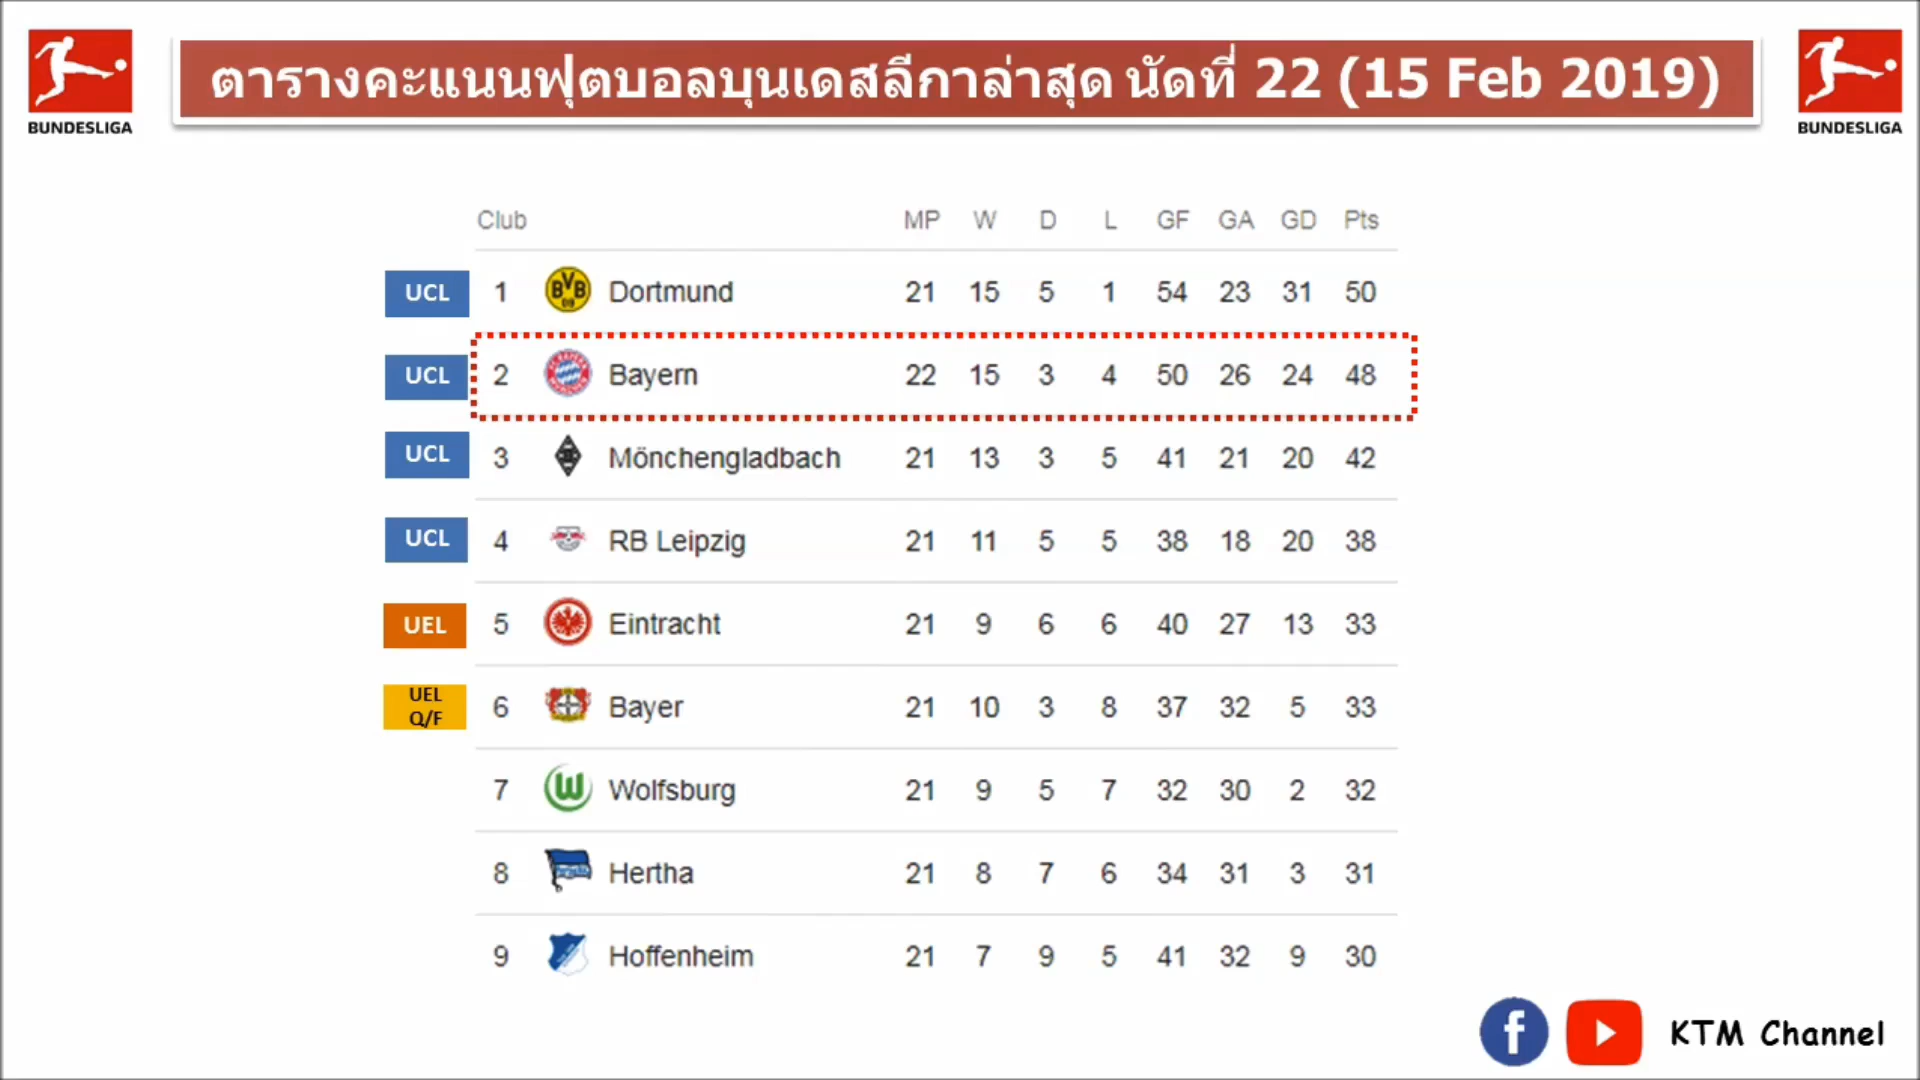 ตารางคะแนนฟุตบอลบุนเดสลีกาล่าสุด นัดที่ 22 (15 Feb 2019)
BUNDESLIGA
BUNDESLIGA
Club MP W D L GF GA GD Pts
UCL 1 BVB 09 Dortmund 21 15 5 1 54 23 31 50
UCL 2 Bayern 22 15 3 4 50 26 24 48
UCL 3 Mönchengladbach 21 13 3 5 41 21 20 42
UCL 4 RB Leipzig 21 11 5 5 38 18 20 38
UEL 5 Eintracht 21 9 6 6 40 27 13 33
UEL Q/F 6 Bayer 21 10 3 8 37 32 5 33
7 Wolfsburg 21 9 5 7 32 30 2 32
8 Hertha 21 8 7 6 34 31 3 31
9 Hoffenheim 21 7 9 5 41 32 9 30
KTM Channel